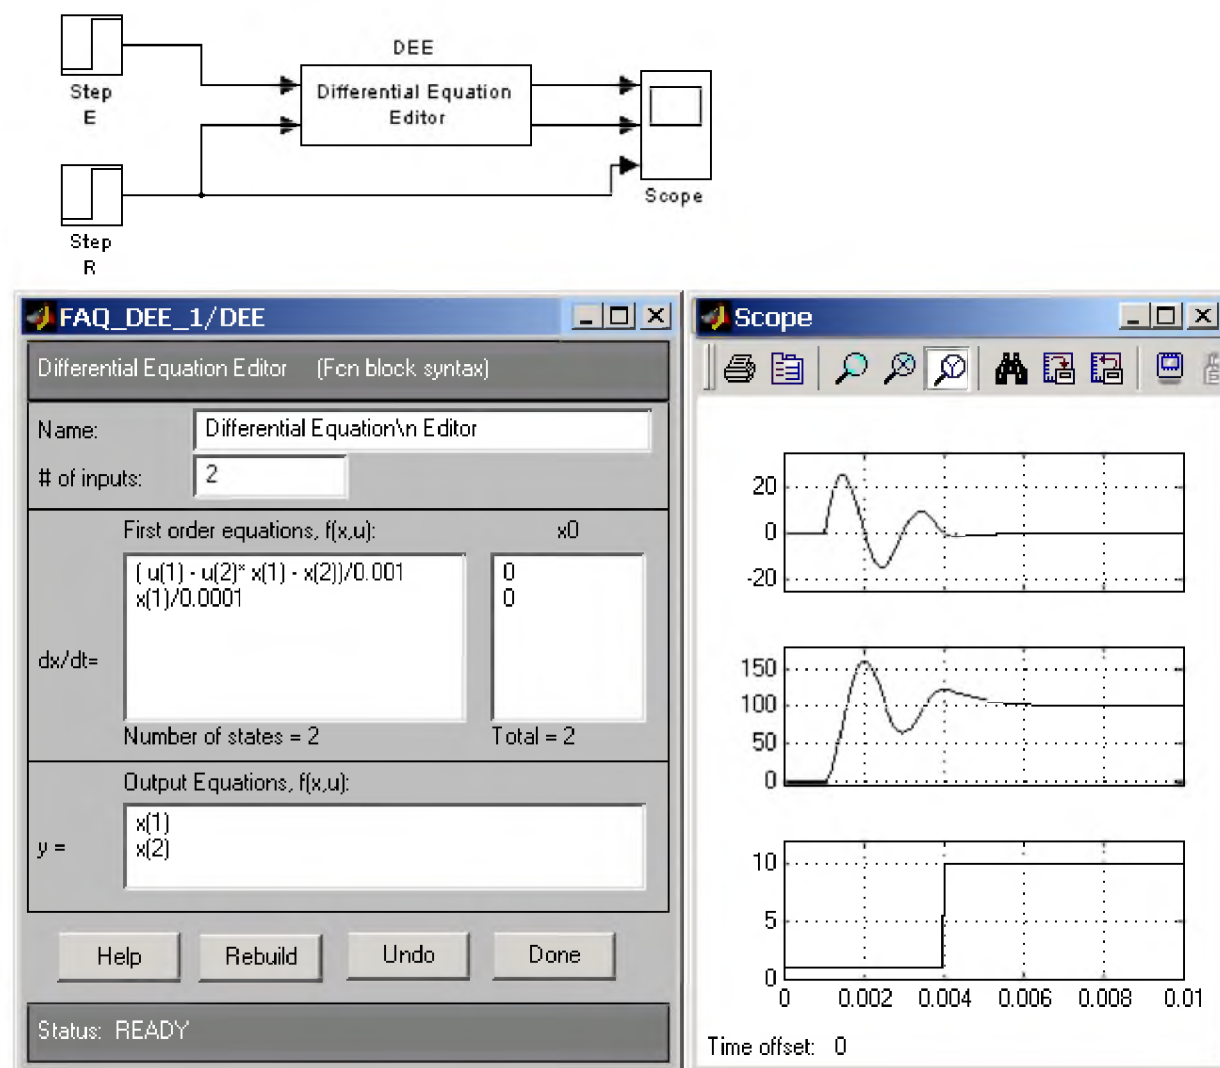 DEE
Step
E
Differential Equation
Editor
Scope
Step
R
FAQ_DEE_1/DEE
Differential Equation Editor (Fcn block syntax)
Name: Differential Equation\n Editor
# of inputs: 2
First order equations, f(x,u): x0
( u(1) - u(2)* x(1) - x(2))/0.001 0
x(1)/0.0001 0
dx/dt=
Number of states = 2 Total = 2
Output Equations, f(x,u):
x(1)
y = x(2)
Help Rebuild Undo Done
Status: READY
Scope
20
0
-20
150
100
50
0
10
5
0
0 0.002 0.004 0.006 0.008 0.01
Time offset: 0